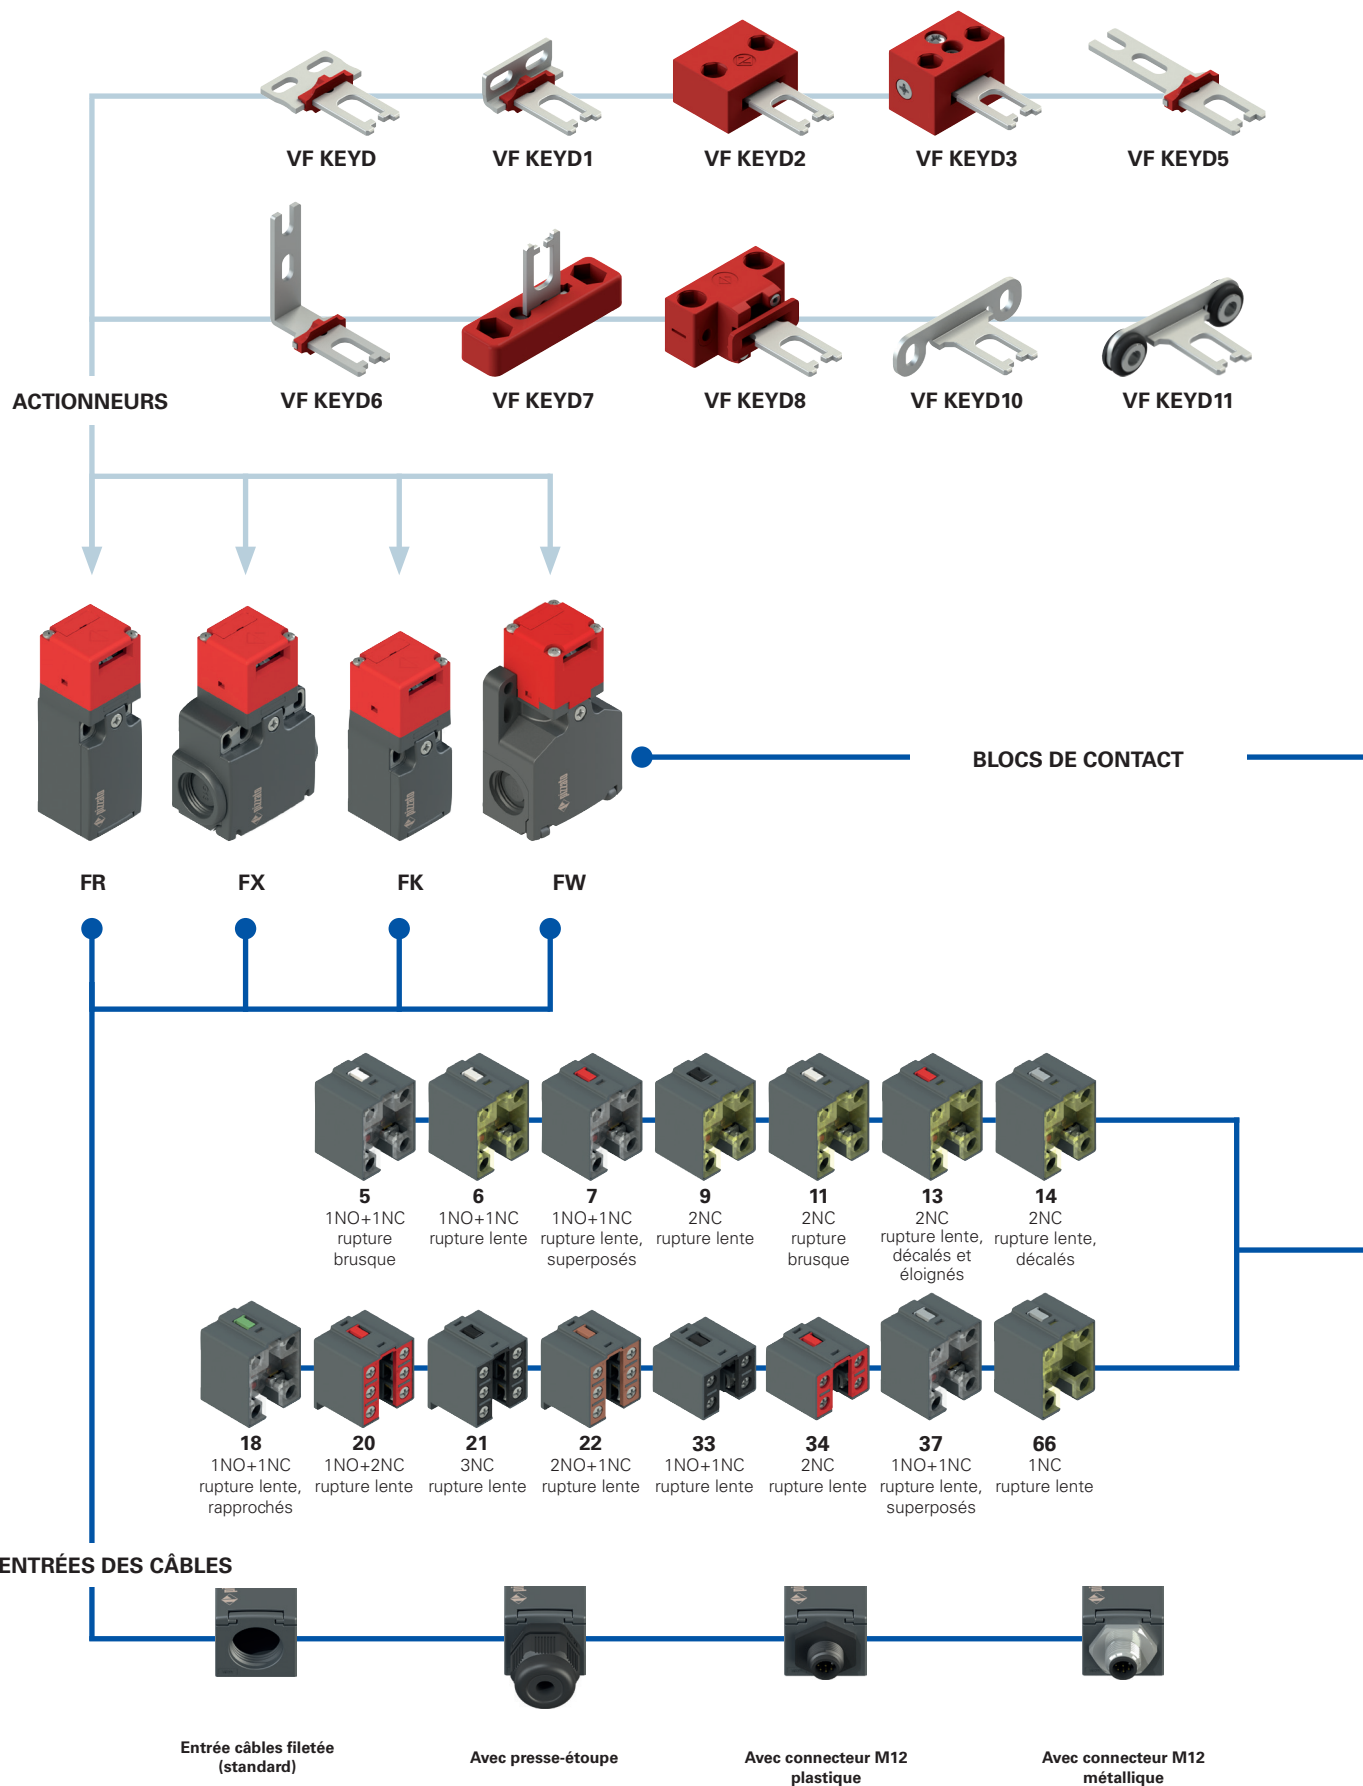 VF KEYD
VF KEYD1
VF KEYD2
VF KEYD3
VF KEYD5
VF KEYD6
VF KEYD7
VF KEYD8
VF KEYD10
VF KEYD11
ACTIONNEURS
pizzato
pizzato
pizzato
pizzato
BLOCS DE CONTACT
FR
FX
FK
FW
5
1NO+1NC
rupture
brusque
6
1NO+1NC
rupture lente
7
1NO+1NC
rupture lente,
superposés
9
2NC
rupture lente
11
2NC
rupture
brusque
13
2NC
rupture lente,
décalés et
éloignés
14
2NC
rupture lente,
décalés
18
1NO+1NC
rupture lente,
rapprochés
20
1NO+2NC
rupture lente
21
3NC
rupture lente
22
2NO+1NC
rupture lente
33
1NO+1NC
rupture lente
34
2NC
rupture lente
37
1NO+1NC
rupture lente,
superposés
66
1NC
rupture lente
ENTRÉES DES CÂBLES
Entrée câbles filetée
(standard)
Avec presse-étoupe
Avec connecteur M12
plastique
Avec connecteur M12
métallique